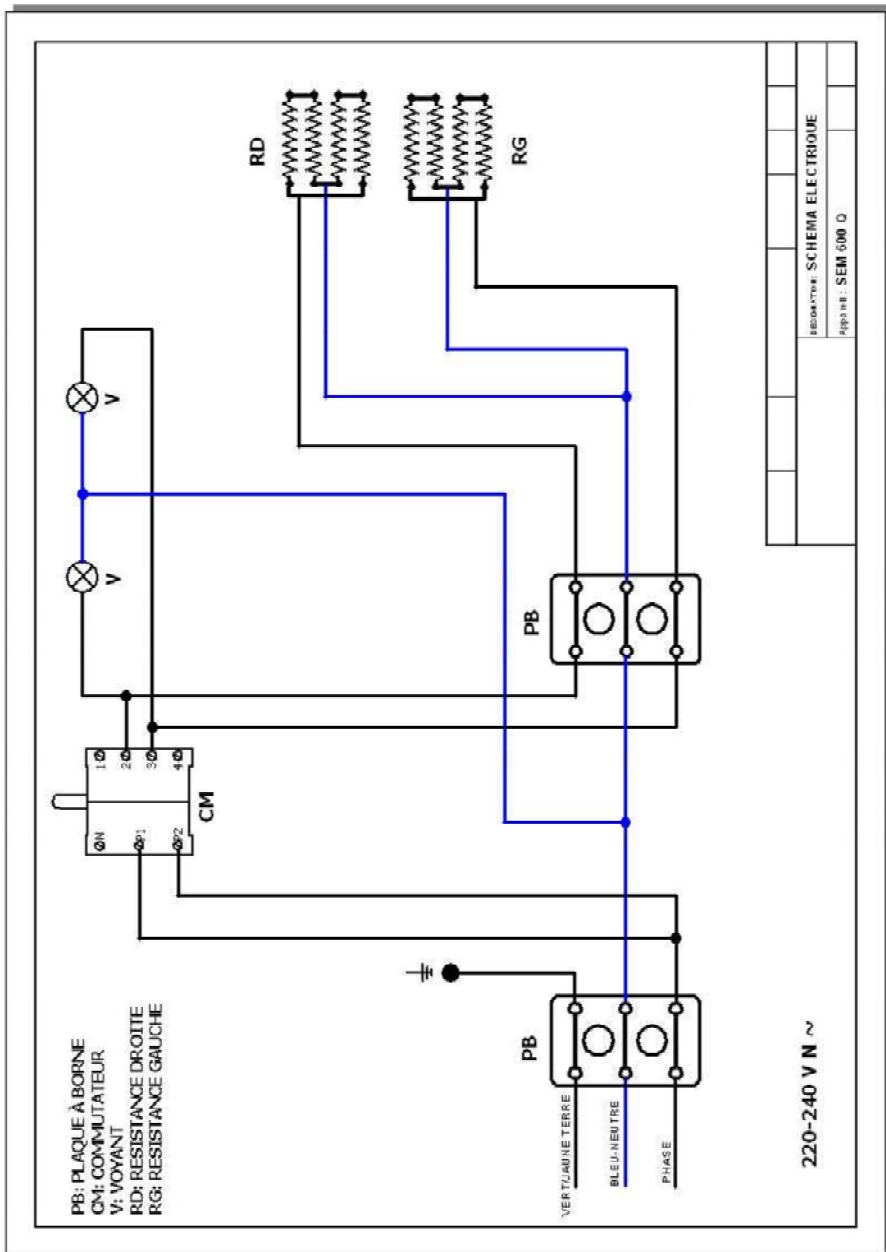 PB: PLAQUE À BORNE
CM: COMMUTATEUR
V: VOYANT
RD: RESISTANCE DROITE
RG: RESISTANCE GAUCHE
N
P1
P2
1
2
3
4
CM
V
V
RD
RG
PB
PB
VERT/JAUNE TERRE
BLEU-NEUTRE
PHASE
220-240 V N ~
SCHEMA ELECTRIQUE
Appareil: SEM 600 Q